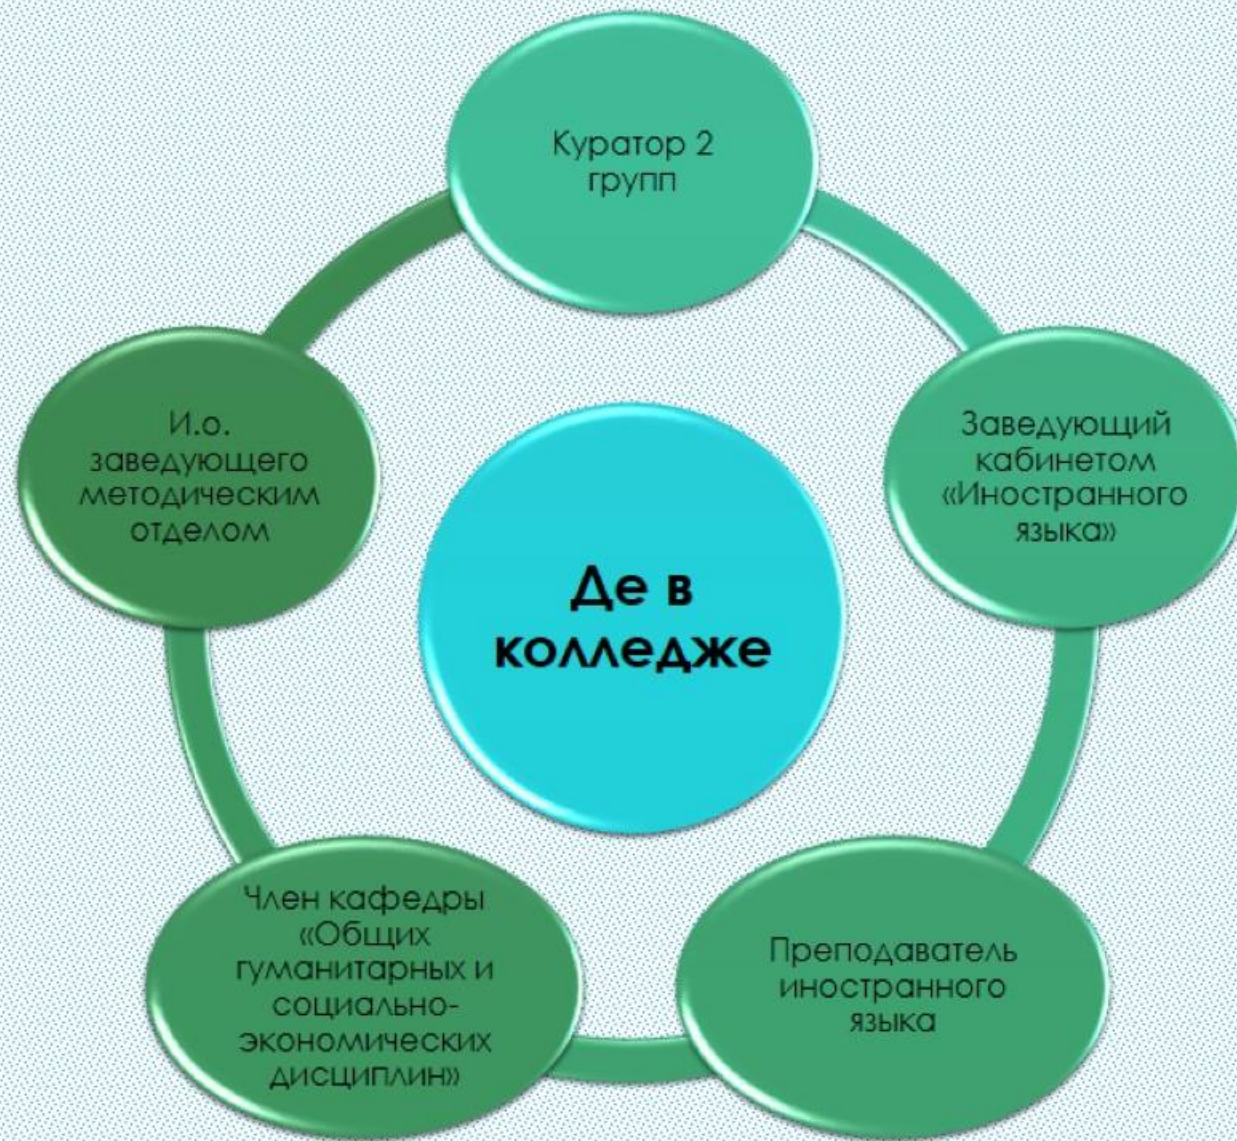 Куратор 2
групп
Заведующий
кабинетом
«Иностранного
языка»
Преподаватель
иностранного
языка
Член кафедры
«Общих
гуманитарных и
социально-
экономических
дисциплин»
И.о.
заведующего
методическим
отделом
Де в
колледже